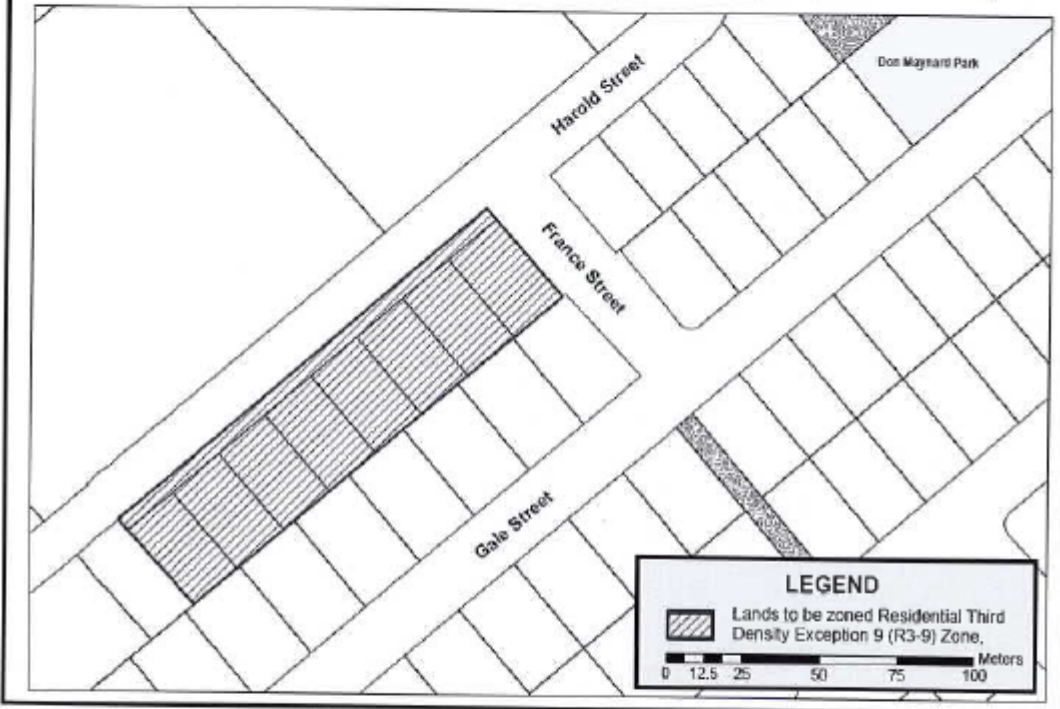 Don Maynard Park
Harold Street
France Street
Gale Street
LEGEND
Lands to be zoned Residential Third
Density Exception 9 (R3-9) Zone.
Meters
0 12.5 25 50 75 100